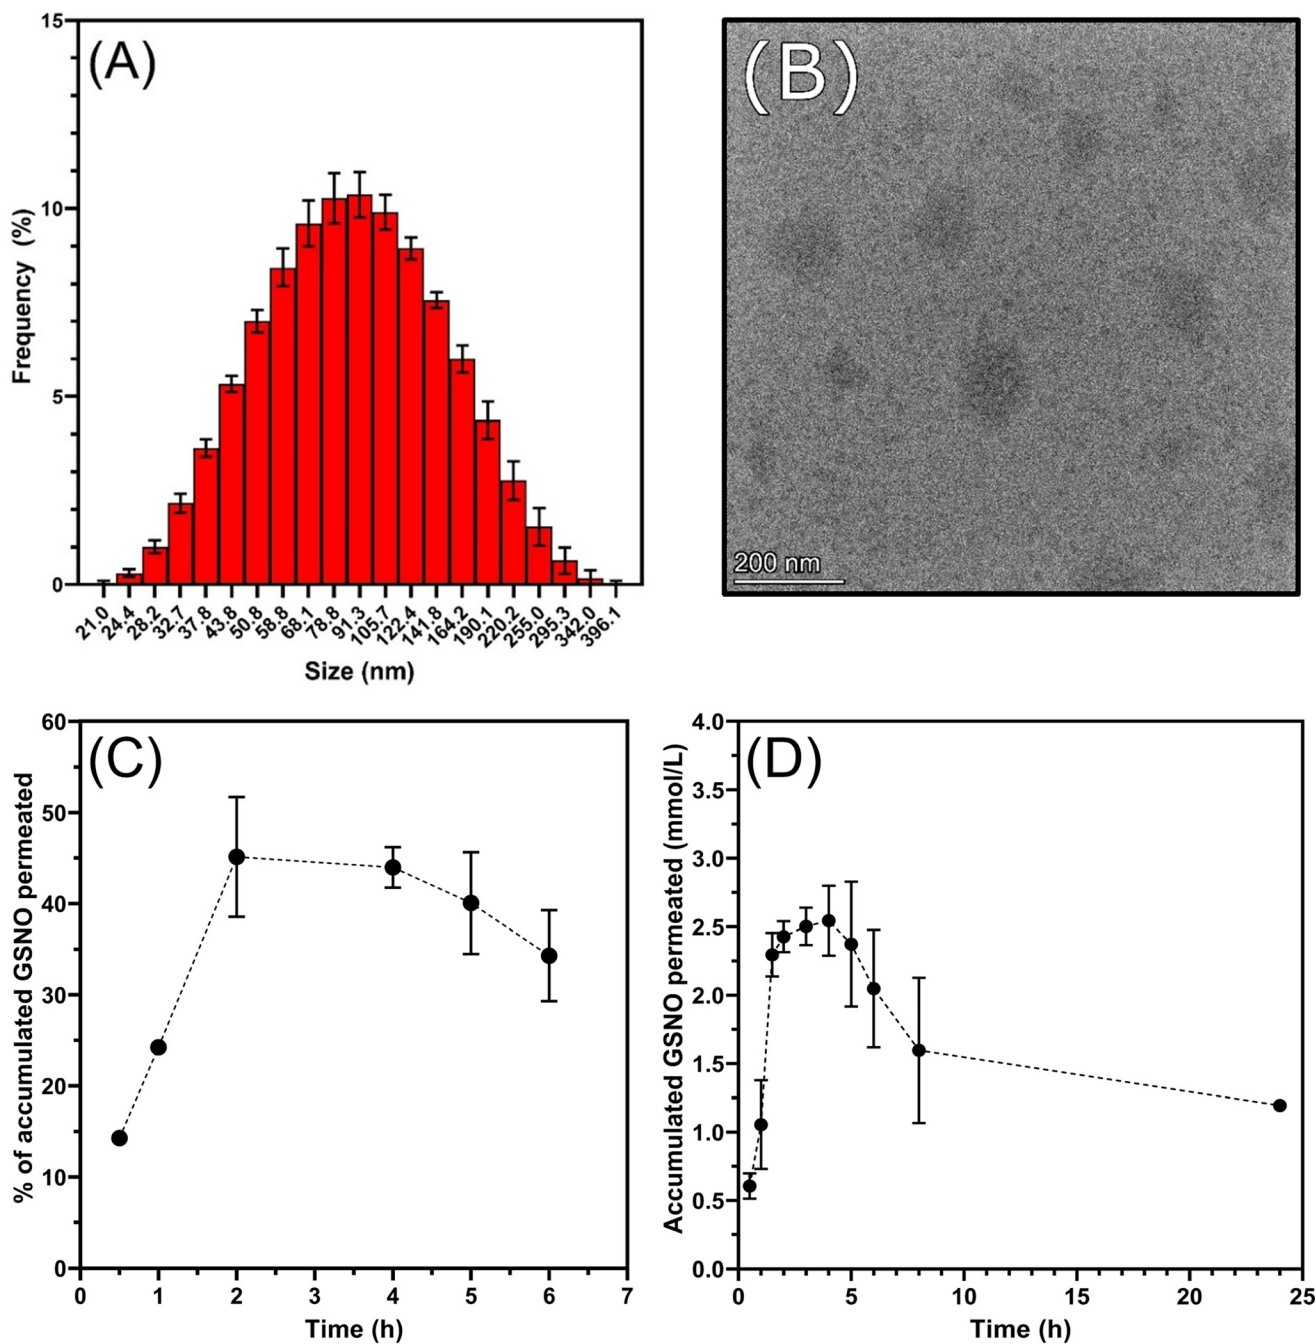 (A)
15
10
5
0
Frequency (%)
21.0 24.4 28.2 32.7 37.8 43.8 50.8 58.8 68.1 78.8 91.3 105.7 122.4 141.8 164.2 190.1 220.2 255.0 295.3 342.0 396.1
Size (nm)
(B)
200 nm
(C)
60
50
40
30
20
10
0
% of accumulated GSNO permeated
0 1 2 3 4 5 6 7
Time (h)
(D)
4.0
3.5
3.0
2.5
2.0
1.5
1.0
0.5
0.0
Accumulated GSNO permeated (mmol/L)
0 5 10 15 20 25
Time (h)